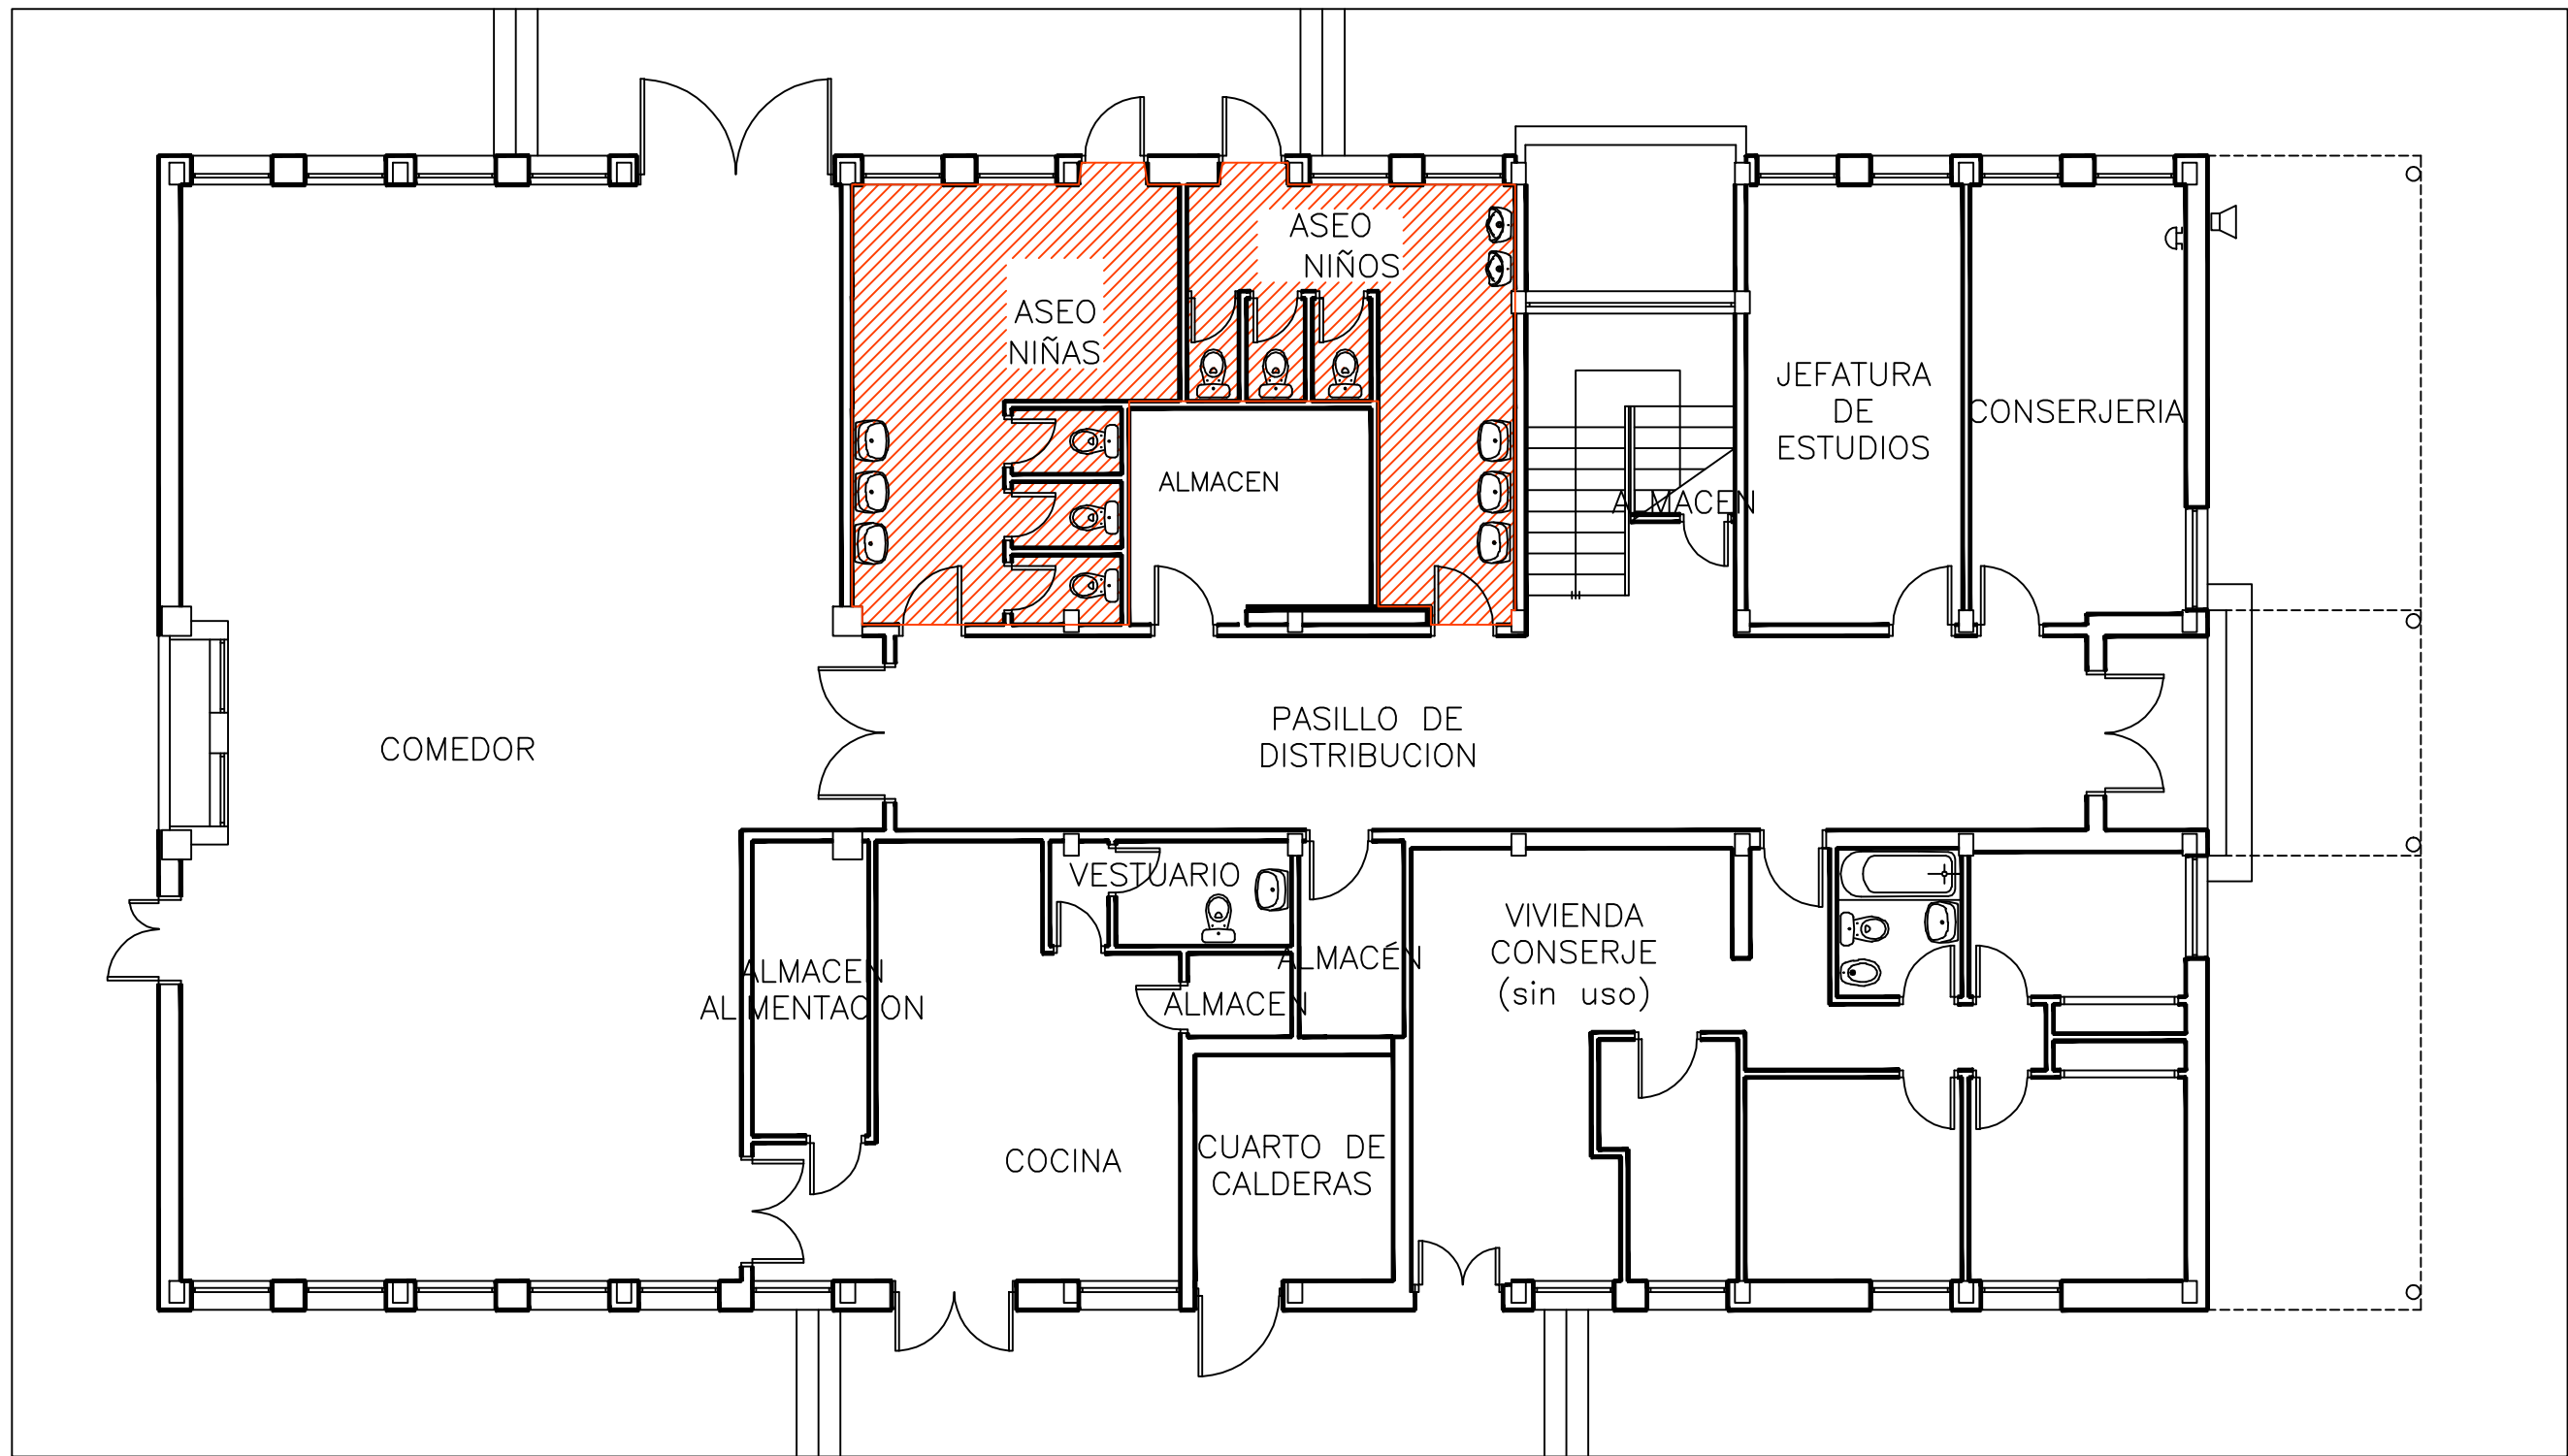 ASEO
NIÑOS
ASEO
NIÑAS
JEFATURA
DE
ESTUDIOS
CONSERJERIA
ALMACEN
ALMACEN
PASILLO DE
DISTRIBUCION
COMEDOR
VESTUARIO
VIVIENDA
CONSERJE
(sin uso)
ALMACÉN
ALMACEN
ALIMENTACION
ALMACEN
COCINA
CUARTO DE
CALDERAS